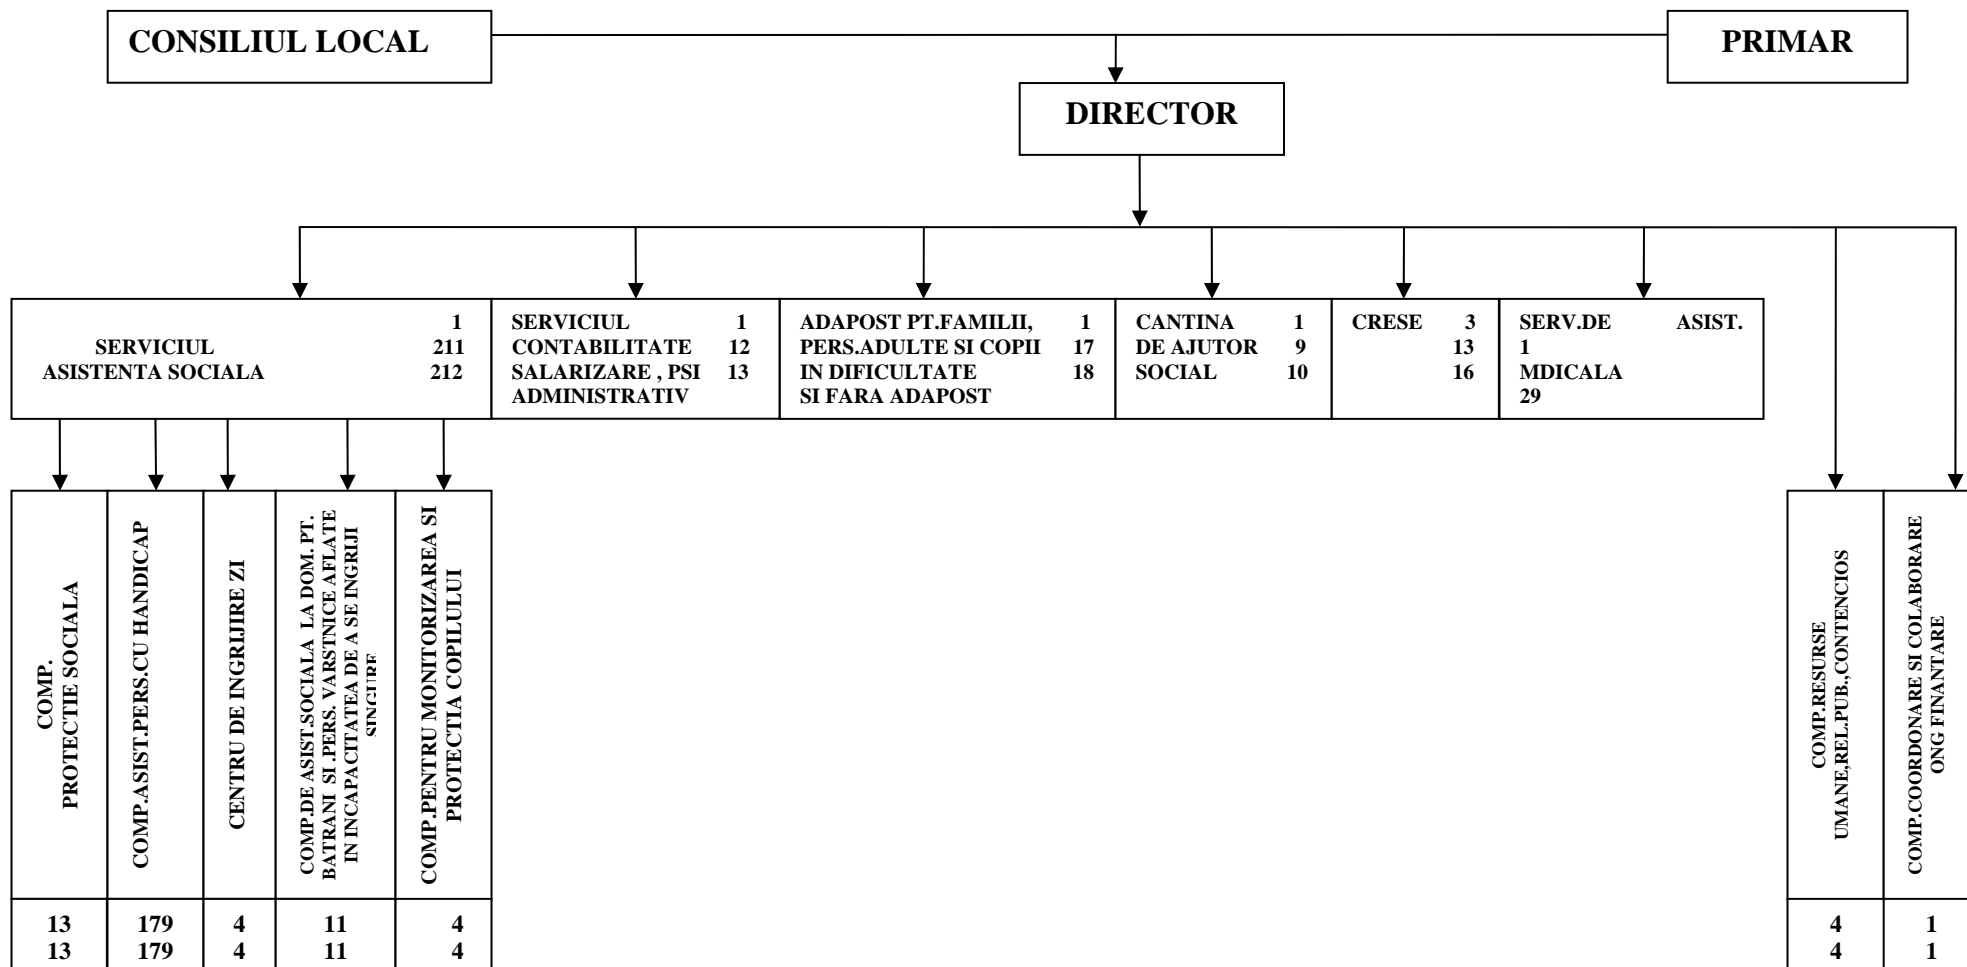 CONSILIUL LOCAL
PRIMAR
DIRECTOR
1
SERVICIUL 211
ASISTENTA SOCIALA 212
SERVICIUL 1
CONTABILITATE 12
SALARIZARE , PSI 13
ADMINISTRATIV
ADAPOST PT.FAMILII, 1
PERS.ADULTE SI COPII 17
IN DIFICULTATE 18
SI FARA ADAPOST
CANTINA 1
DE AJUTOR 9
SOCIAL 10
CRESE 3
13
16
SERV.DE ASIST.
1
MDICALA
29
COMP.
PROTECTIE SOCIALA
COMP.ASIST.PERS.CU HANDICAP
CENTRU DE INGRIJIRE ZI
COMP.DE ASIST.SOCIALA LA DOM.PT.
BATRANI SI .PERS. VARSTNICE AFLATE
IN INCAPACITATEA DE A SE INGRIJI
SINGURE
COMP.PENTRU MONITORIZAREA SI
PROTECTIA COPILULUI
COMP.RESURSE
UMANE,REL.PUB.,CONTENCIOS
COMP.COORDONARE SI COLABORARE
ONG FINANTARE
13 179 4 11 4 4 1
13 179 4 11 4 4 1